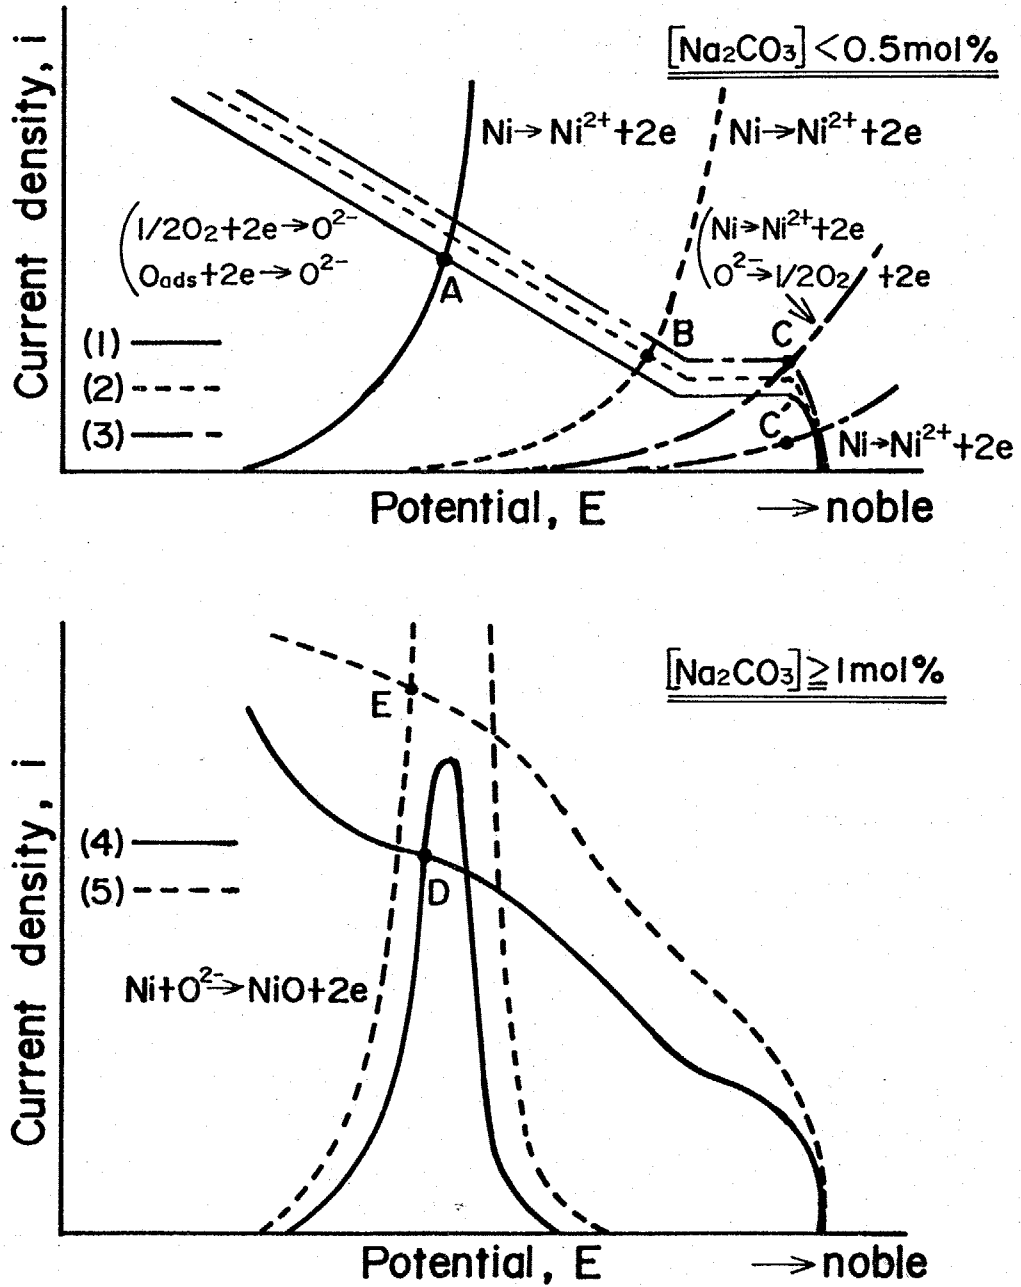 [Na₂CO₃]<0.5mol%
Current density, i
Ni→Ni²⁺+2e
Ni→Ni²⁺+2e
1/2O₂+2e→O²⁻
Oads+2e→O²⁻
Ni→Ni²⁺+2e
O²⁻→1/2O₂ +2e
A
B
C
C
(1)
(2)
(3)
Ni→Ni²⁺+2e
Potential, E →noble
[Na₂CO₃]≧1mol%
Current density, i
E
D
(4)
(5)
Ni+O²⁻→NiO+2e
Potential, E →noble